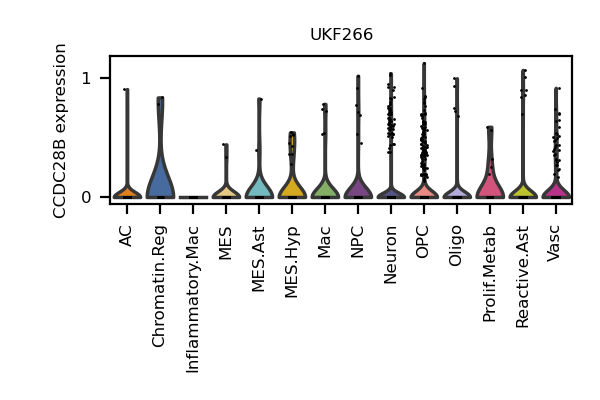 UKF266
CCDC28B expression
1
0
AC
Chromatin.Reg
Inflammatory.Mac
MES
MES.Ast
MES.Hyp
Mac
NPC
Neuron
OPC
Oligo
Prolif.Metab
Reactive.Ast
Vasc